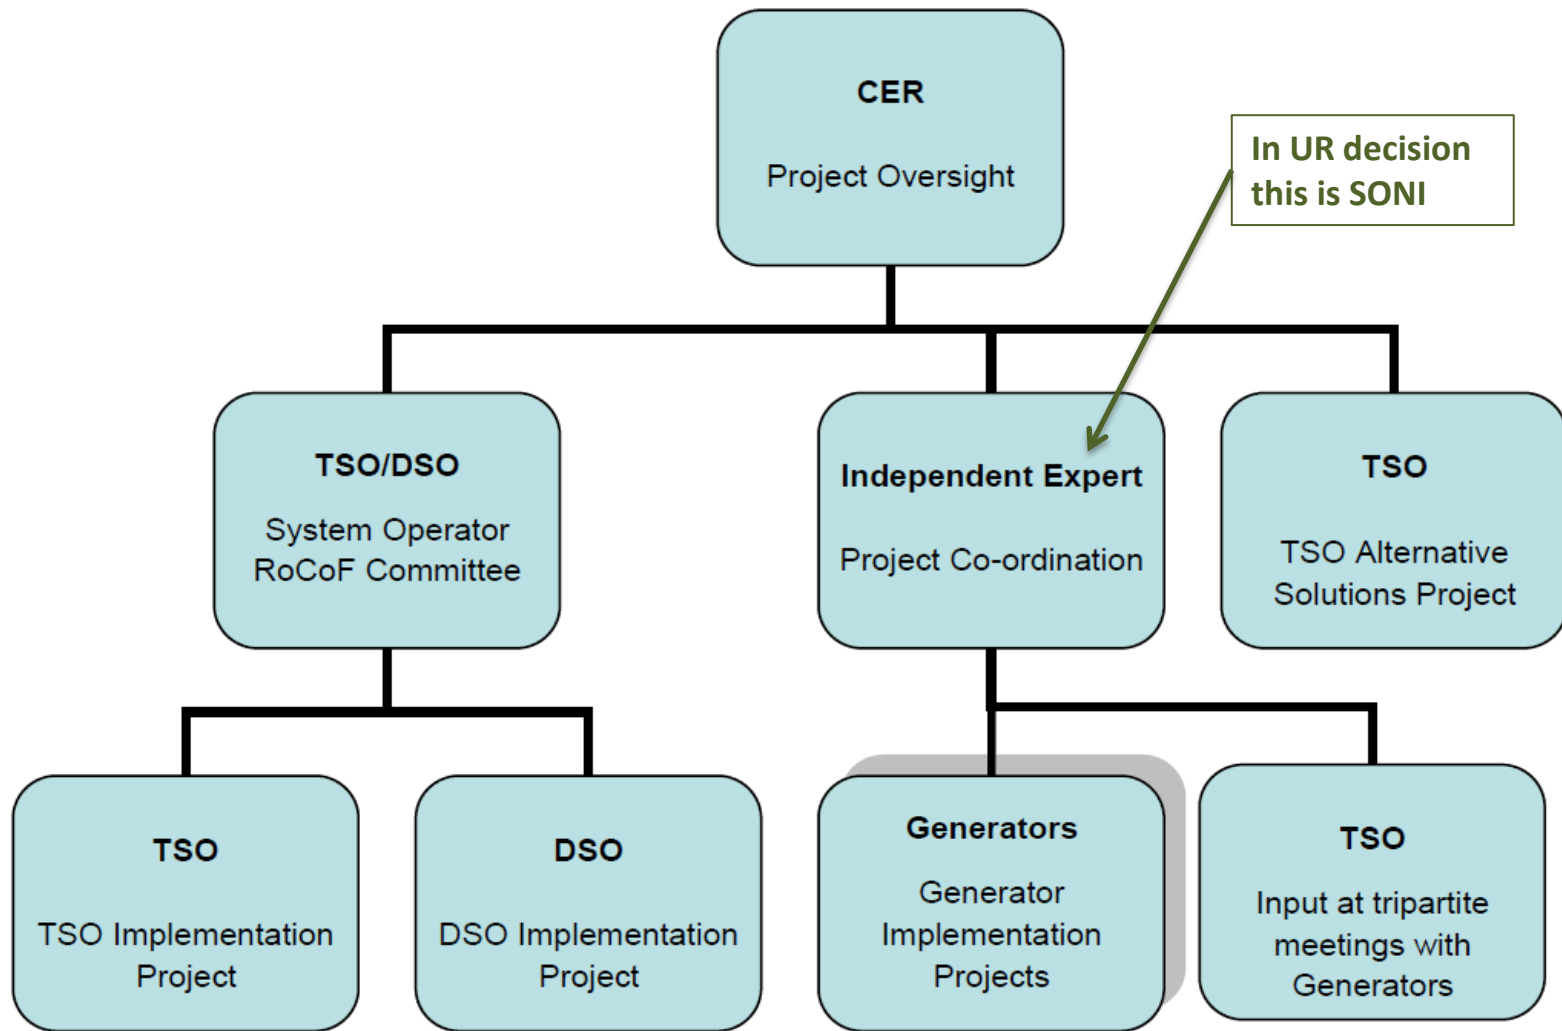 CER
Project Oversight
In UR decision
this is SONI
TSO/DSO
System Operator
RoCoF Committee
Independent Expert
Project Co-ordination
TSO
TSO Alternative
Solutions Project
TSO
TSO Implementation
Project
DSO
DSO Implementation
Project
Generators
Generator
Implementation
Projects
TSO
Input at tripartite
meetings with
Generators